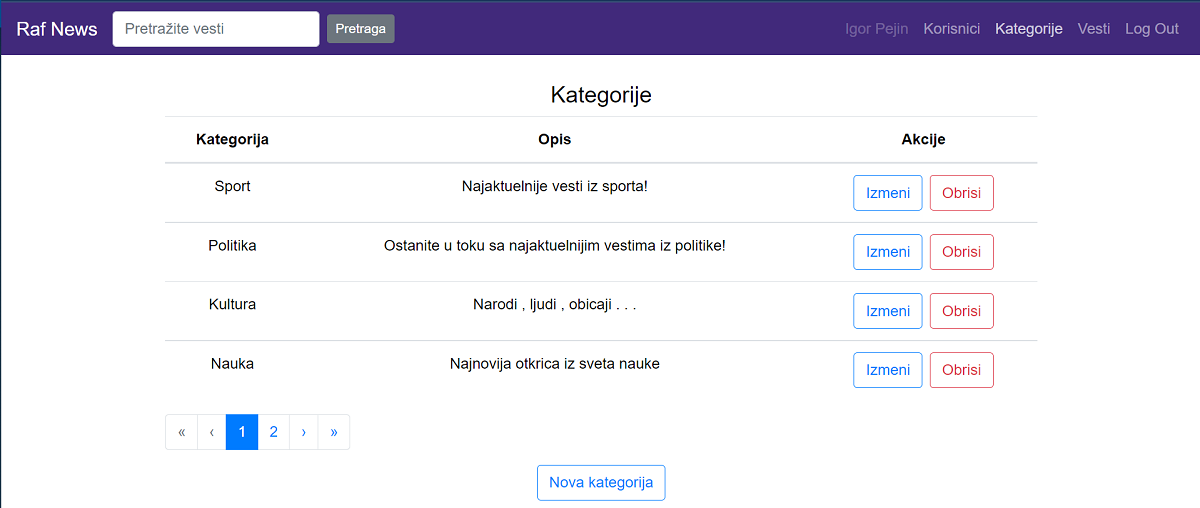 Raf News Pretražite vesti Pretraga Igor Pejin Korisnici Kategorije Vesti Log Out
Kategorije
Kategorija Opis Akcije
Sport Najaktuelnije vesti iz sporta! Izmeni Obrisi
Politika Ostanite u toku sa najaktuelnijim vestima iz politike! Izmeni Obrisi
Kultura Narodi , ljudi , obicaji . . . Izmeni Obrisi
Nauka Najnovija otkrica iz sveta nauke Izmeni Obrisi
« ‹ 1 2 › »
Nova kategorija